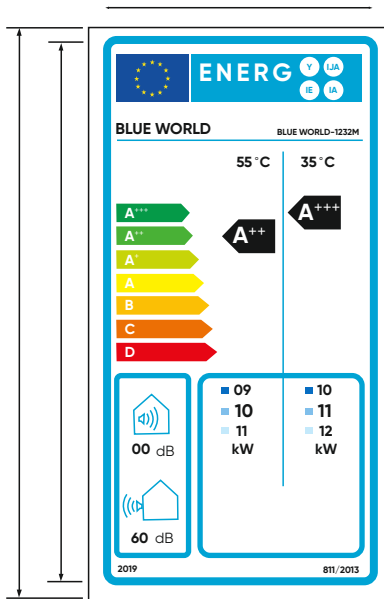 ENERG Y IJA
IE IA
BLUE WORLD BLUE WORLD-1232M
55 °C 35 °C
A+++ A+++
A++ A++
A+
A
B
C
D
09 10
10 11
11 12
kW kW
00 dB
60 dB
2019 811/2013